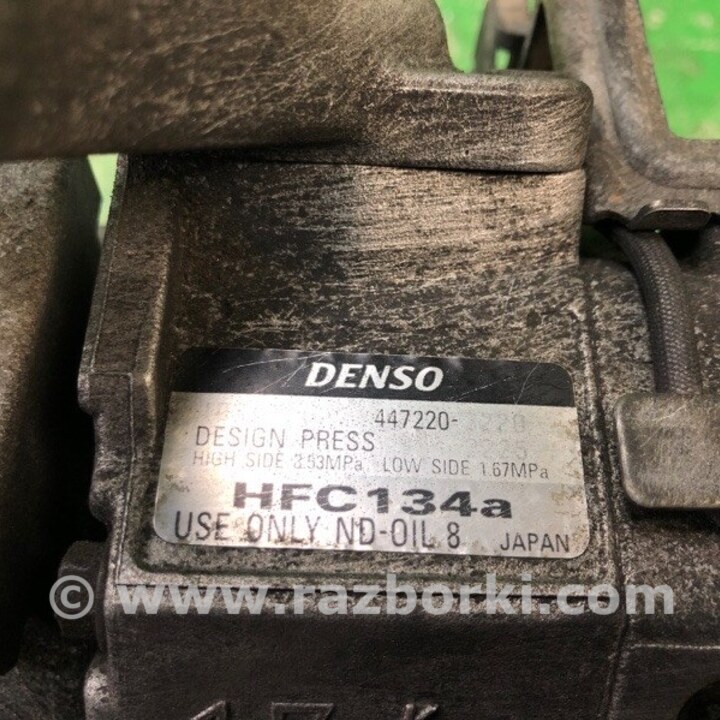 DENSO
447220-
DESIGN PRESS
HIGH SIDE 3.53MPa LOW SIDE 1.67MPa
HFC134a
USE ONLY ND-OIL 8 JAPAN
© www.razborki.com